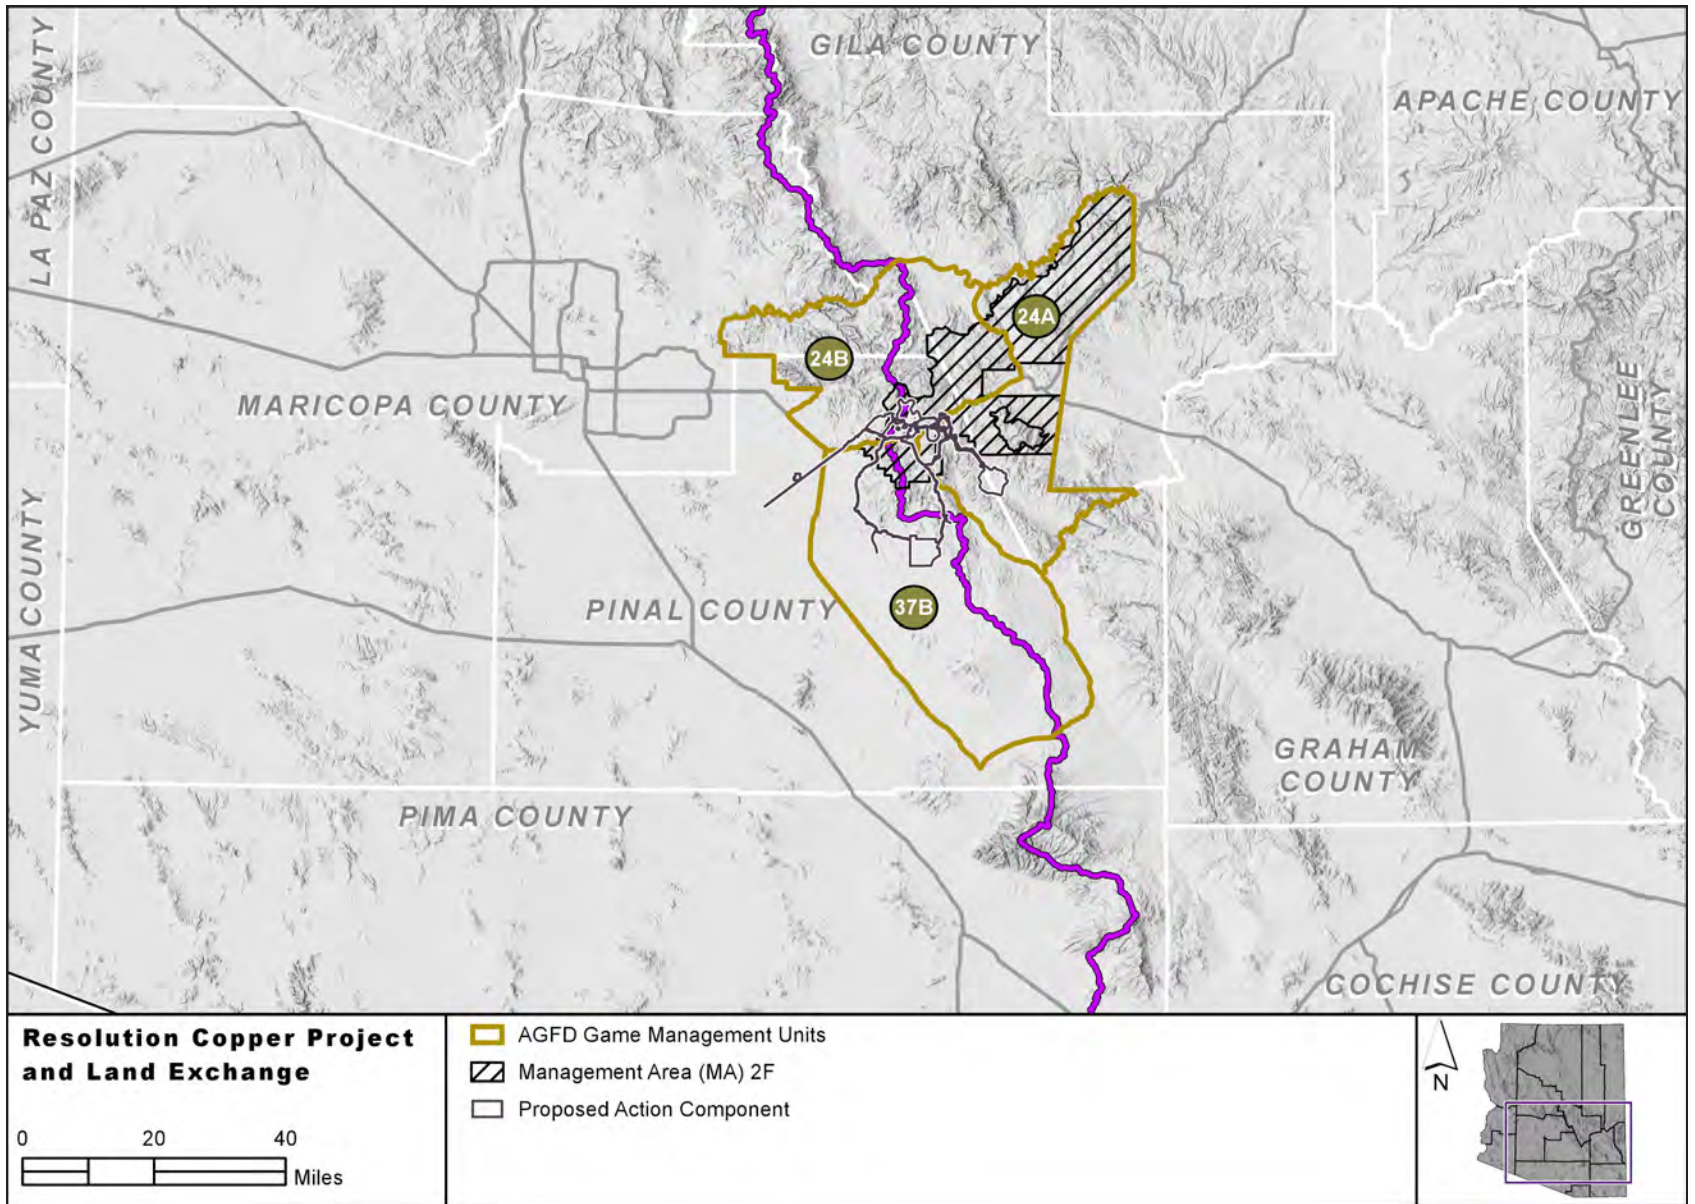 GILA COUNTY
APACHE COUNTY
LA PAZ COUNTY
24A
24B
MARICOPA COUNTY
GREENLEE
COUNTY
YUMA COUNTY
37B
PINAL COUNTY
GRAHAM
COUNTY
PIMA COUNTY
COCHISE COUNTY
Resolution Copper Project
and Land Exchange
0 20 40
Miles
AGFD Game Management Units
Management Area (MA) 2F
Proposed Action Component
N